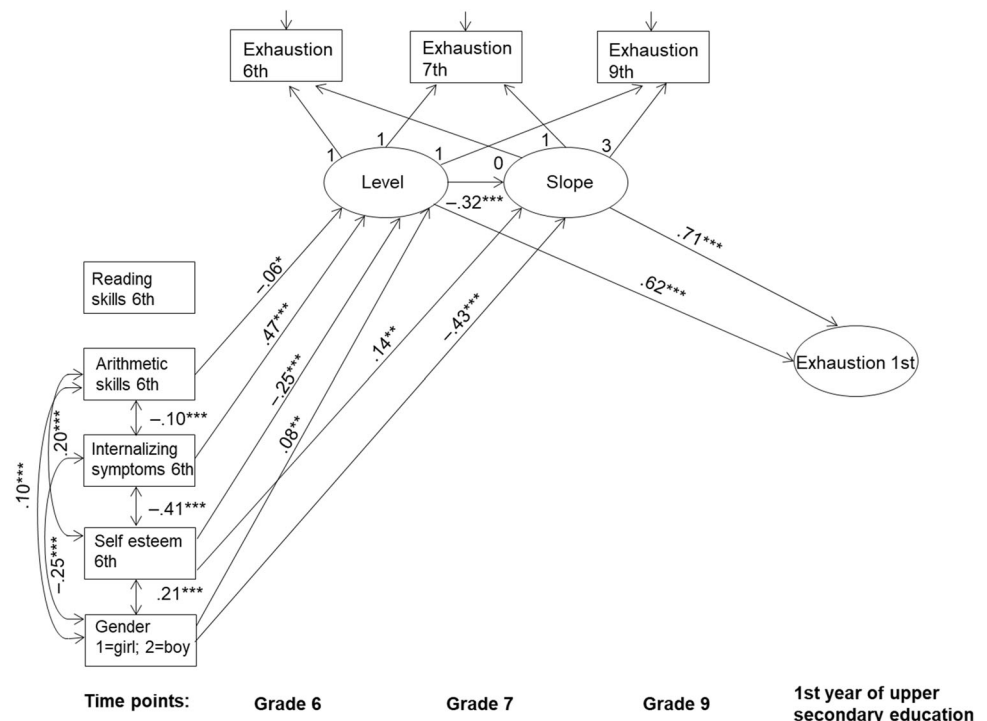 Exhaustion
6th
Exhaustion
7th
Exhaustion
9th
1
1
1
0
1
3
Level
Slope
–.32***
.71***
.62***
–.06*
.47***
–.25***
.08**
.14**
–.43***
Exhaustion 1st
Reading
skills 6th
Arithmetic
skills 6th
–.10***
Internalizing
symptoms 6th
–.41***
Self esteem
6th
.21***
Gender
1=girl; 2=boy
.20***
.10***
–.25***
Time points:
Grade 6
Grade 7
Grade 9
1st year of upper
secondary education